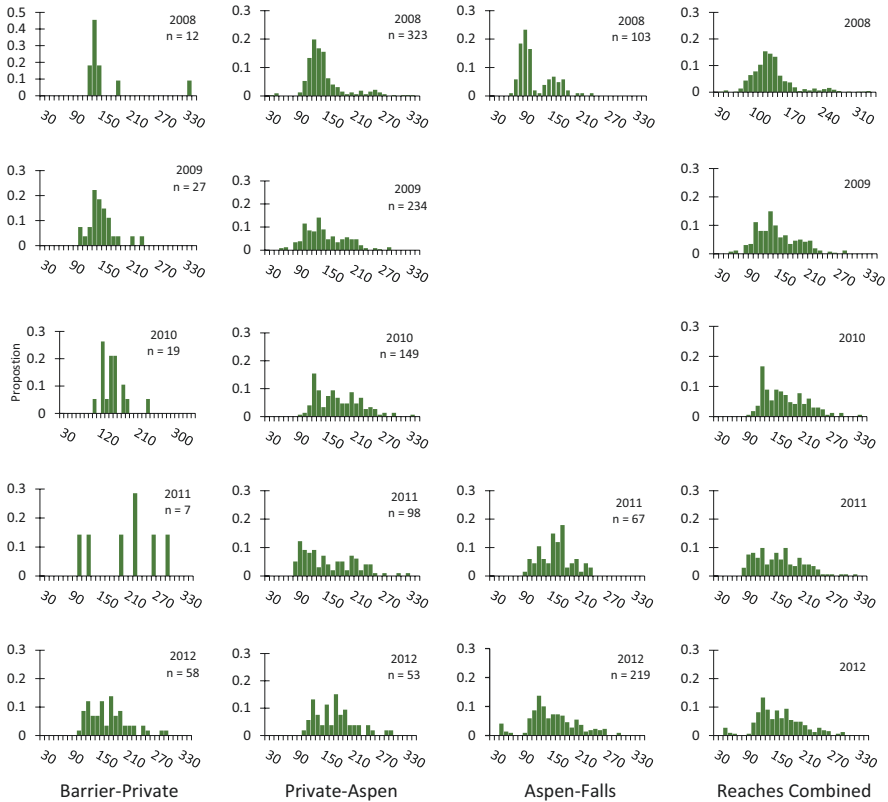 0.5
0.4
0.3
0.2
0.1
0
2008
n = 12
30 90 150 210 270 330
0.3
0.2
0.1
0
2008
n = 323
30 90 150 210 270 330
0.3
0.2
0.1
0
2008
n = 103
30 90 150 210 270 330
0.3
0.2
0.1
0
2008
30 100 170 240 310
0.3
0.2
0.1
0
2009
n = 27
30 90 150 210 270 330
0.3
0.2
0.1
0
2009
n = 234
30 90 150 210 270 330
0.3
0.2
0.1
0
2009
30 90 150 210 270 330
Propostion
0.3
0.2
0.1
0
2010
n = 19
30 120 210 300
0.3
0.2
0.1
0
2010
n = 149
30 90 150 210 270 330
0.3
0.2
0.1
0
2010
30 90 150 210 270 330
0.3
0.2
0.1
0
2011
n = 7
30 90 150 210 270 330
0.3
0.2
0.1
0
2011
n = 98
30 90 150 210 270 330
0.3
0.2
0.1
0
2011
n = 67
30 90 150 210 270 330
0.3
0.2
0.1
0
2011
30 90 150 210 270 330
0.3
0.2
0.1
0
2012
n = 58
30 90 150 210 270 330
0.3
0.2
0.1
0
2012
n = 53
30 90 150 210 270 330
0.3
0.2
0.1
0
2012
n = 219
30 90 150 210 270 330
0.3
0.2
0.1
0
2012
30 90 150 210 270 330
Barrier-Private
Private-Aspen
Aspen-Falls
Reaches Combined